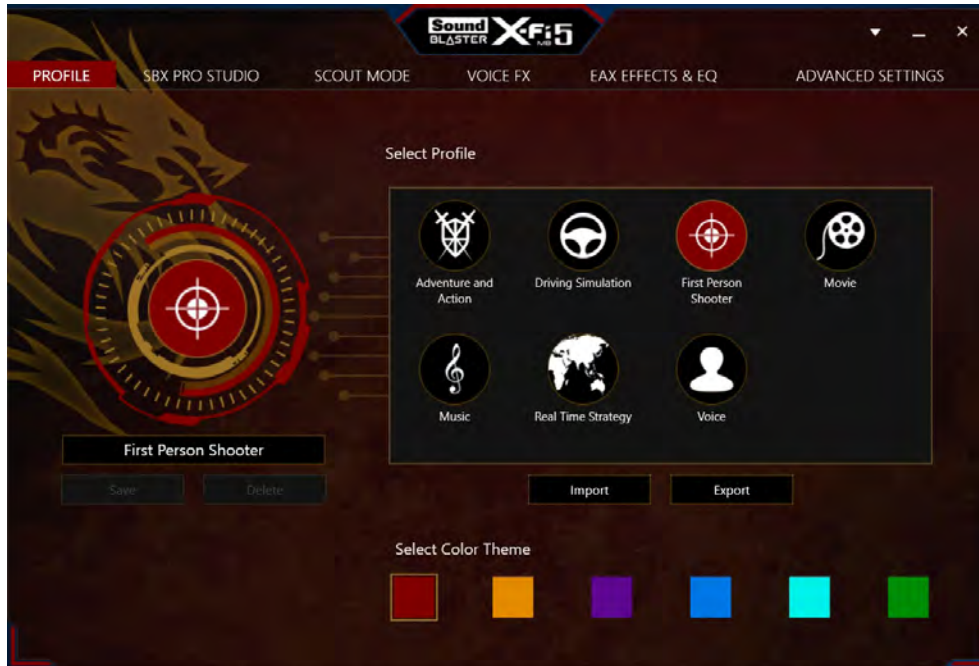 Sound
BLASTER
X-Fi5
MB
PROFILE
SBX PRO STUDIO
SCOUT MODE
VOICE FX
EAX EFFECTS & EQ
ADVANCED SETTINGS
Select Profile
Adventure and
Action
Driving Simulation
First Person
Shooter
Movie
Music
Real Time Strategy
Voice
First Person Shooter
Save
Delete
Import
Export
Select Color Theme